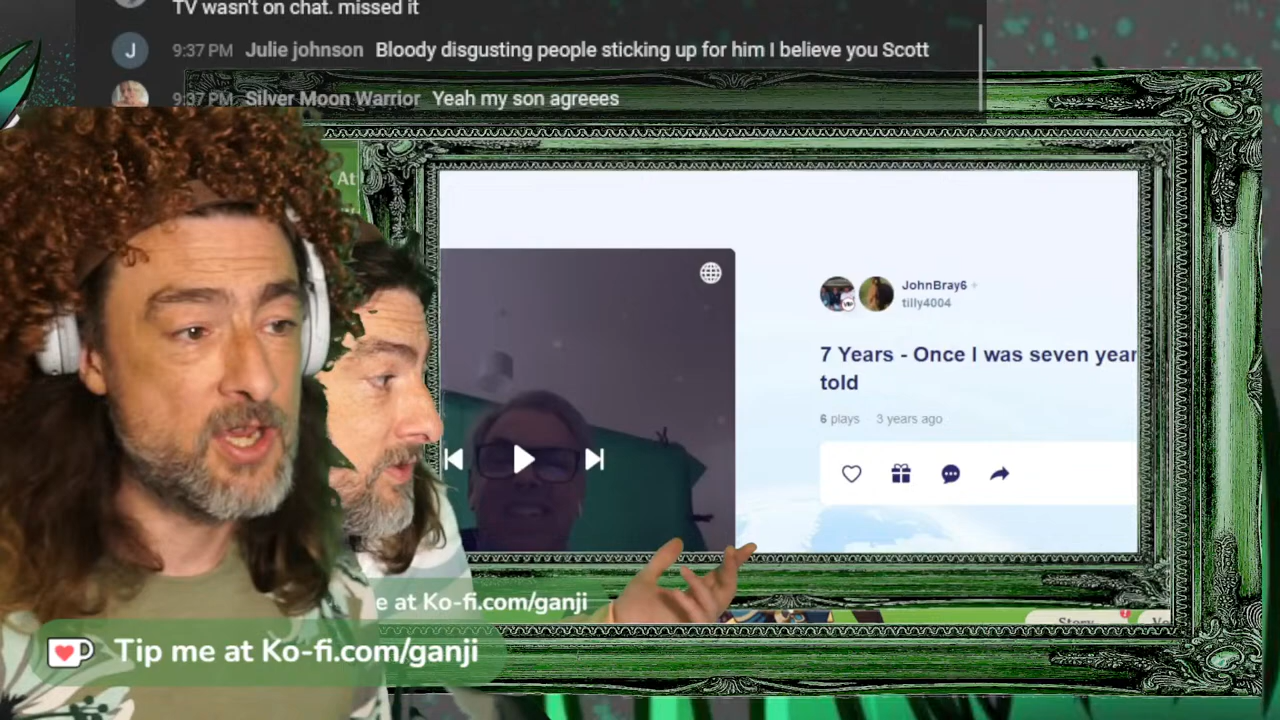 TV wasn't on chat. missed it
J 9:37 PM Julie johnson Bloody disgusting people sticking up for him I believe you Scott
9:37 PM Silver Moon Warrior Yeah my son agreees
At
JohnBray6 +
tilly4004
7 Years - Once I was seven year
told
6 plays 3 years ago
e at Ko-fi.com/ganji
Story
Tip me at Ko-fi.com/ganji